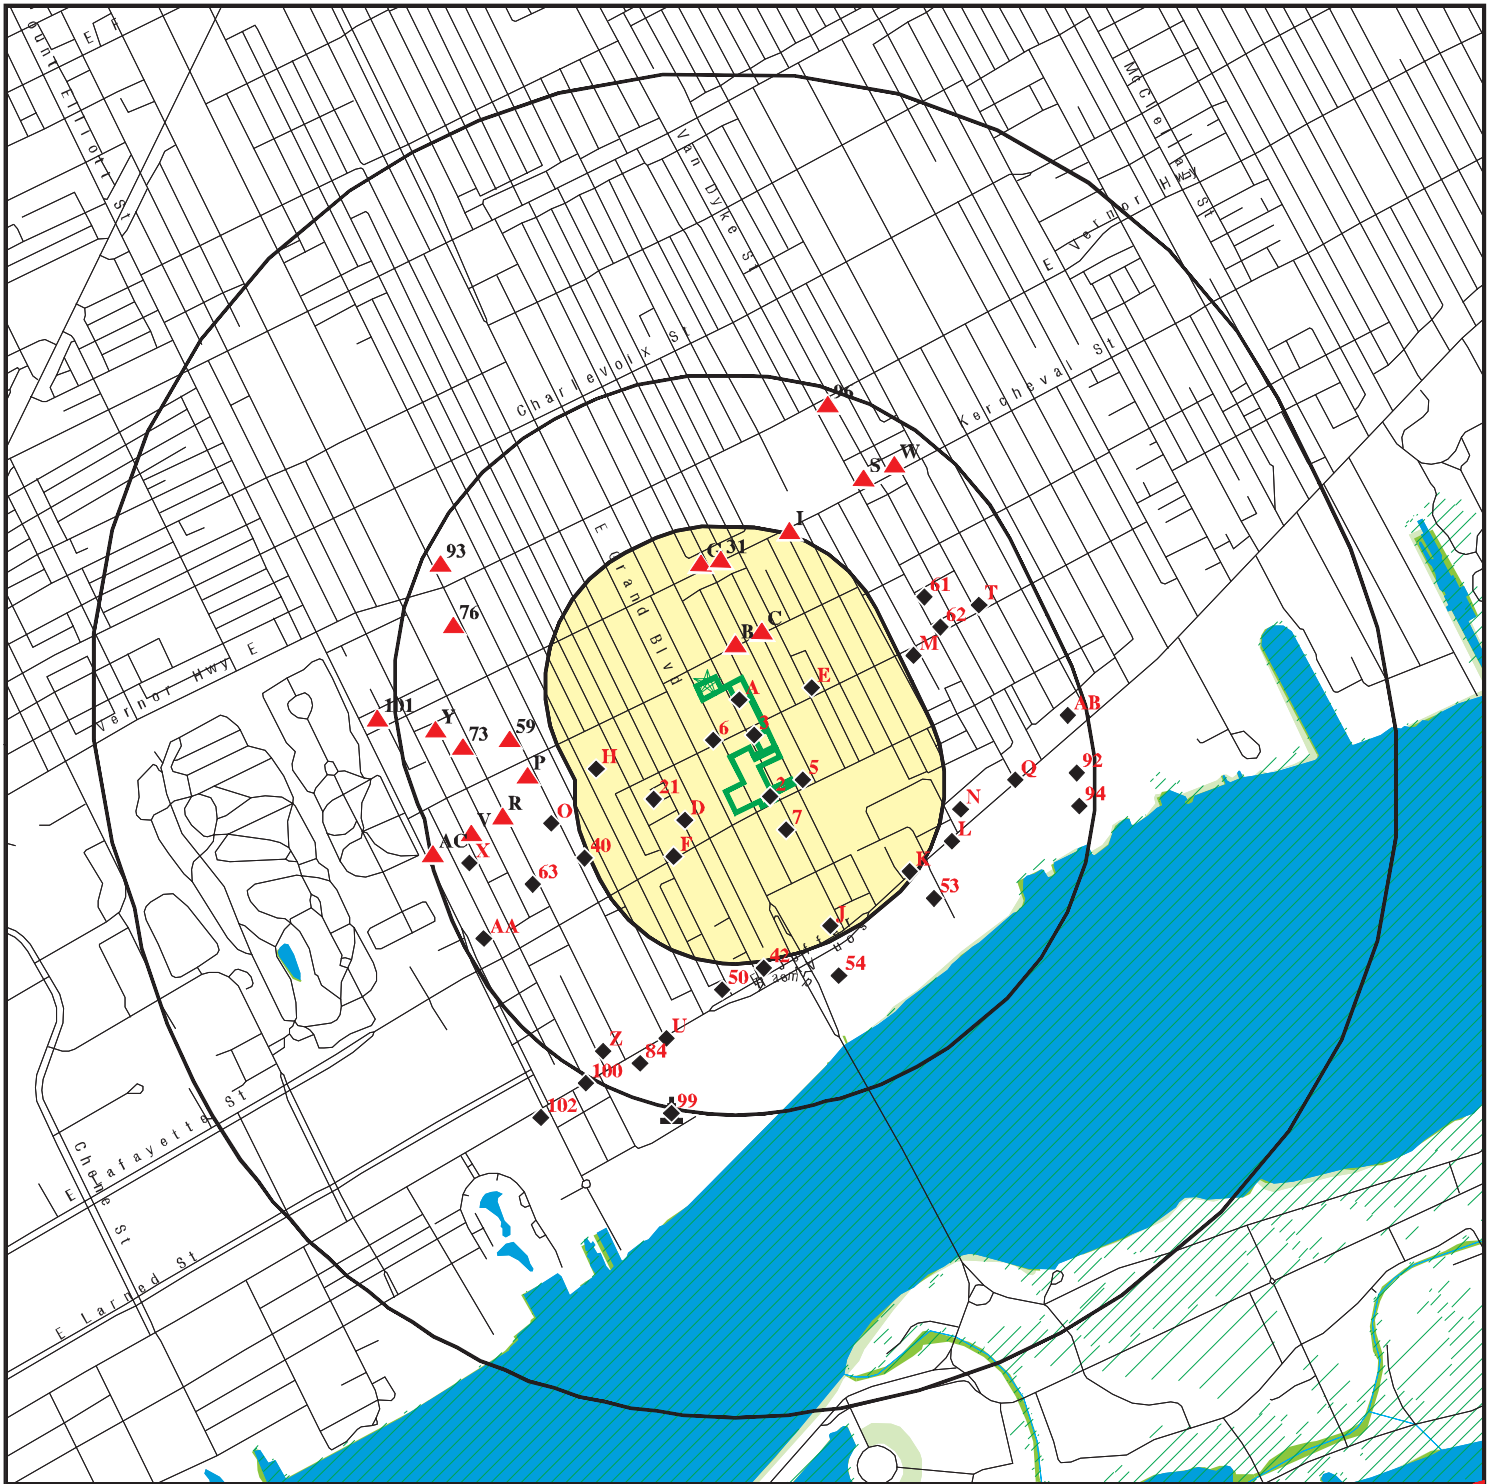 Mount Elliott St
E F
McClellan St
Van Dyke St
E Vernor Hwy
Charlevoix St
Kercheval St
96
W
S
I
E Grand Blvd
93
G
31
76
C
B
61
T
62
M
Vernor Hwy E
E
A
101
Y
73
59
6
3
AB
P
H
5
92
Q
21
2
94
R
O
D
7
N
V
L
AC
X
40
F
K
63
53
J
AA
42
54
50
U
Z
84
100
99
102
E Lafayette St
Chene St
E Larned St